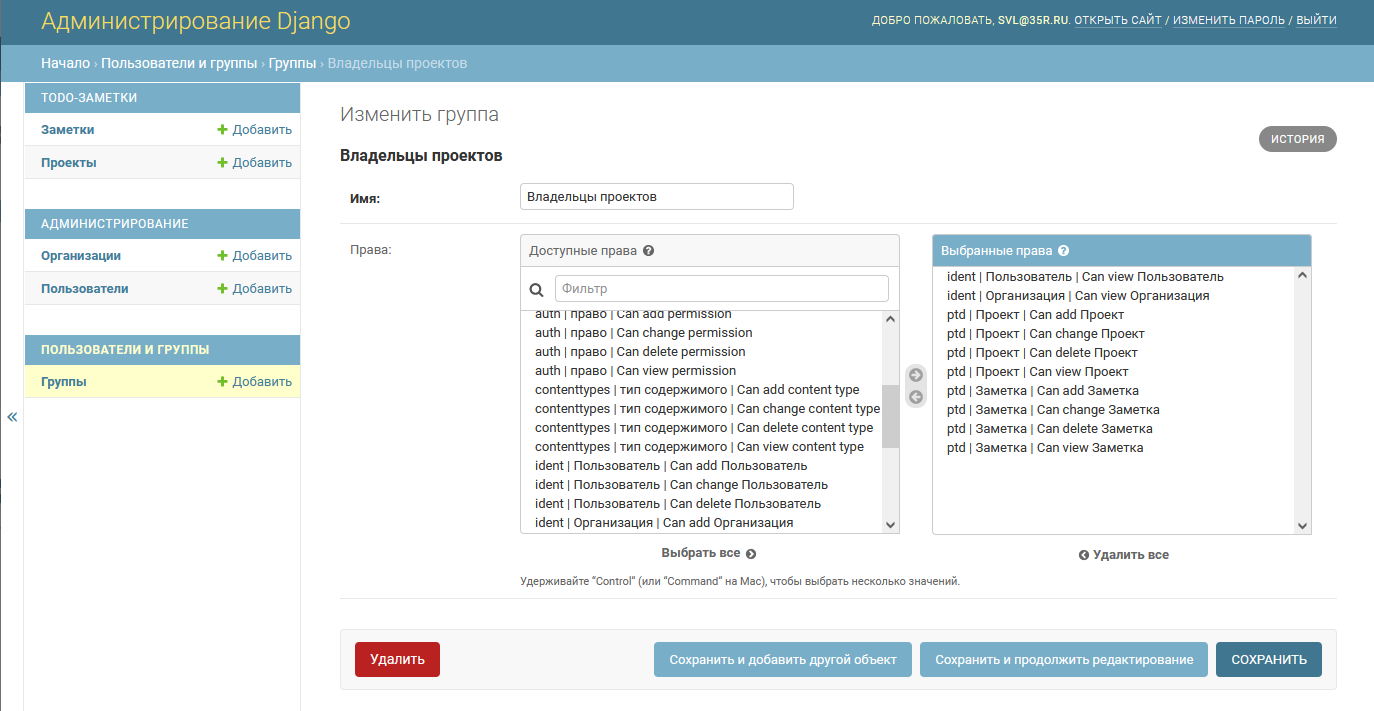 Администрирование Django
ДОБРО ПОЖАЛОВАТЬ, SVL@35R.RU. ОТКРЫТЬ САЙТ / ИЗМЕНИТЬ ПАРОЛЬ / ВЫЙТИ
Начало › Пользователи и группы › Группы › Владельцы проектов
TODO-ЗАМЕТКИ
Заметки + Добавить
Проекты + Добавить
АДМИНИСТРИРОВАНИЕ
Организации + Добавить
Пользователи + Добавить
ПОЛЬЗОВАТЕЛИ И ГРУППЫ
Группы + Добавить
«
Изменить группа
ИСТОРИЯ
Владельцы проектов
Имя: Владельцы проектов
Права:
Доступные права ?
Фильтр
auth | право | Can add permission
auth | право | Can change permission
auth | право | Can delete permission
auth | право | Can view permission
contenttypes | тип содержимого | Can add content type
contenttypes | тип содержимого | Can change content type
contenttypes | тип содержимого | Can delete content type
contenttypes | тип содержимого | Can view content type
ident | Пользователь | Can add Пользователь
ident | Пользователь | Can change Пользователь
ident | Пользователь | Can delete Пользователь
ident | Организация | Can add Организация
Выбрать все
Выбранные права ?
ident | Пользователь | Can view Пользователь
ident | Организация | Can view Организация
ptd | Проект | Can add Проект
ptd | Проект | Can change Проект
ptd | Проект | Can delete Проект
ptd | Проект | Can view Проект
ptd | Заметка | Can add Заметка
ptd | Заметка | Can change Заметка
ptd | Заметка | Can delete Заметка
ptd | Заметка | Can view Заметка
Удалить все
Удерживайте “Control” (или “Command” на Mac), чтобы выбрать несколько значений.
Удалить
Сохранить и добавить другой объект
Сохранить и продолжить редактирование
СОХРАНИТЬ